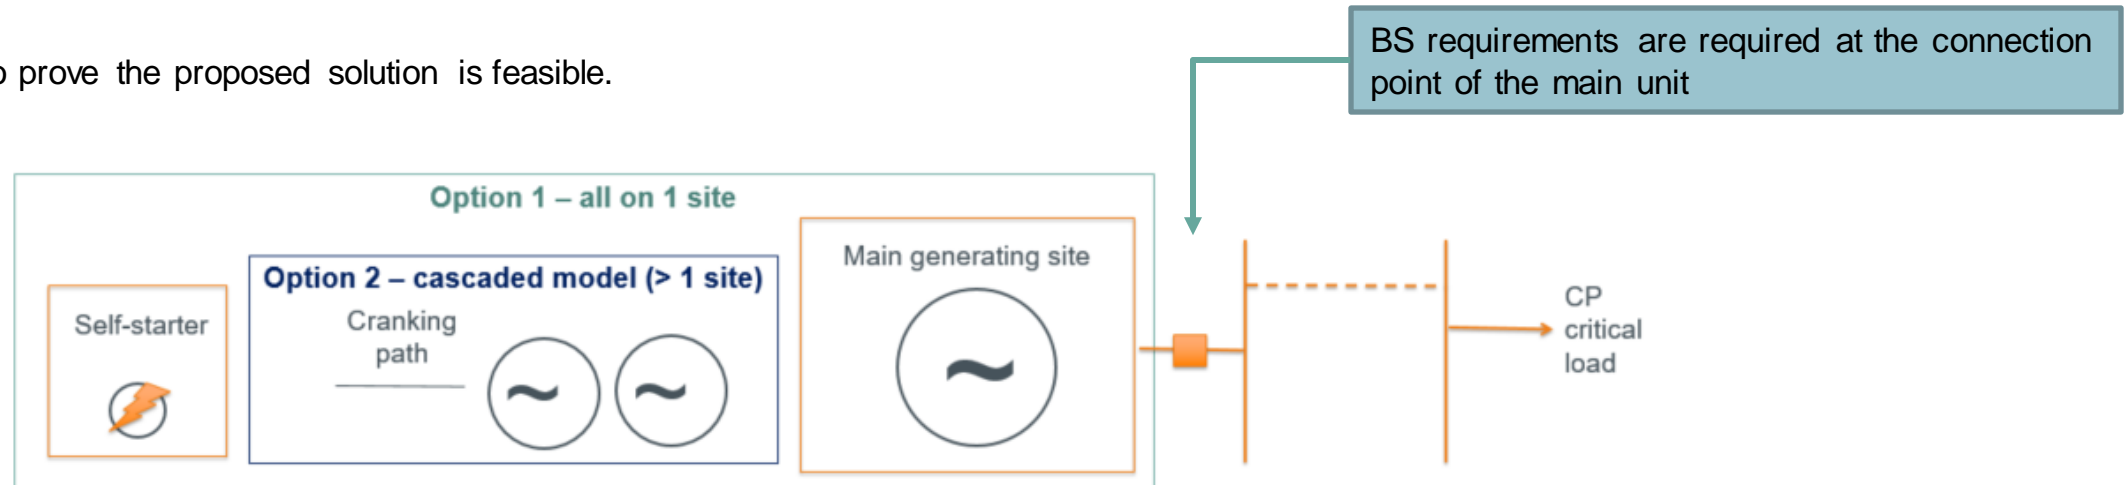 prove the proposed solution is feasible.
BS requirements are required at the connection
point of the main unit
Option 1 – all on 1 site
Self-starter
Option 2 – cascaded model (> 1 site)
Cranking
path
~
~
Main generating site
~
CP
critical
load